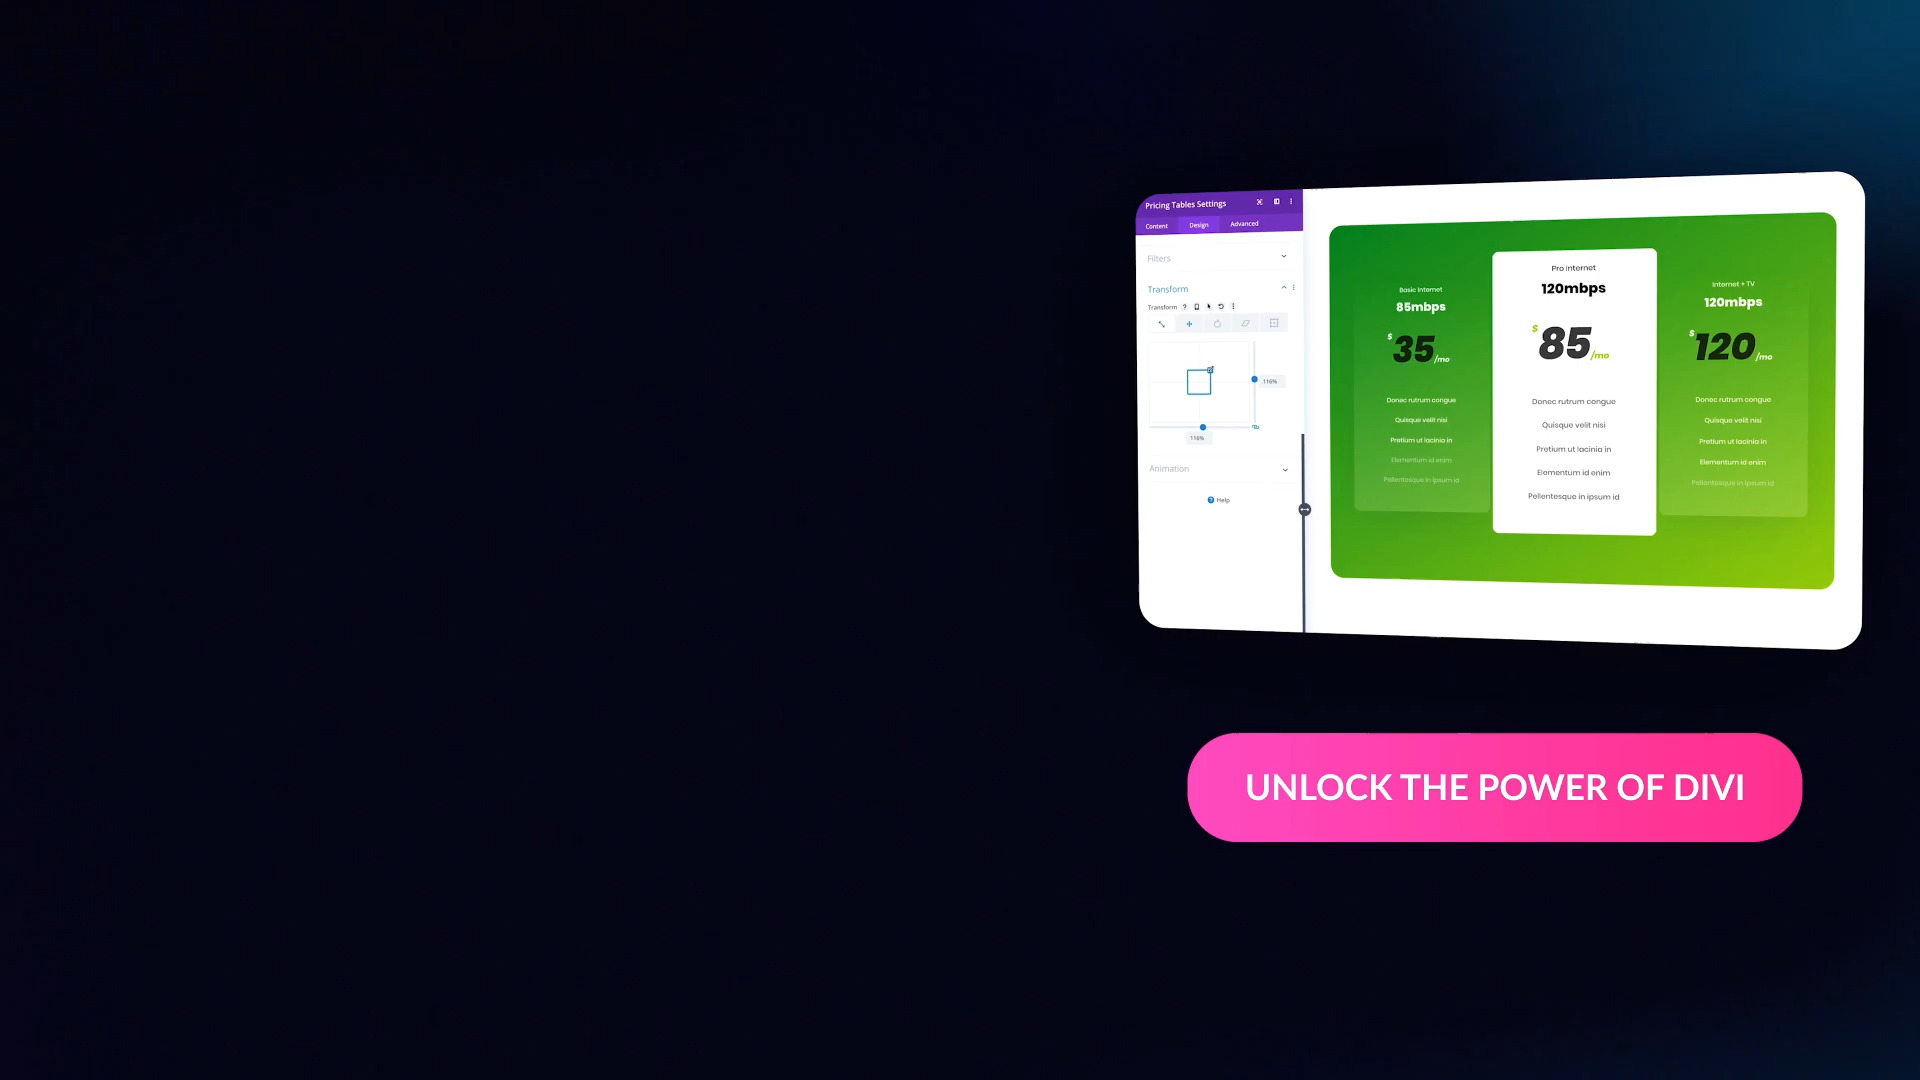 Pricing Tables Settings
Content Design Advanced
Filters
Transform
Transform
116%
116%
Animation
Help
Basic Internet
85mbps
$35/mo
Donec rutrum congue
Quisque velit nisi
Pretium ut lacinia in
Elementum id enim
Pellentesque in ipsum id
Pro Internet
120mbps
$85/mo
Donec rutrum congue
Quisque velit nisi
Pretium ut lacinia in
Elementum id enim
Pellentesque in ipsum id
Internet + TV
120mbps
$120/mo
Donec rutrum congue
Quisque velit nisi
Pretium ut lacinia in
Elementum id enim
Pellentesque in ipsum id
UNLOCK THE POWER OF DIVI